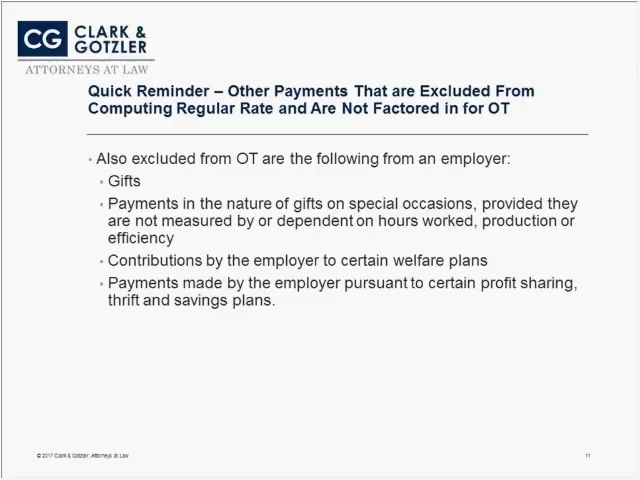 CG CLARK &
GOTZLER
ATTORNEYS AT LAW
Quick Reminder – Other Payments That are Excluded From
Computing Regular Rate and Are Not Factored in for OT
• Also excluded from OT are the following from an employer:
• Gifts
• Payments in the nature of gifts on special occasions, provided they
are not measured by or dependent on hours worked, production or
efficiency
• Contributions by the employer to certain welfare plans
• Payments made by the employer pursuant to certain profit sharing,
thrift and savings plans.
© 2017 Clark & Gotzler, Attorneys at Law
11